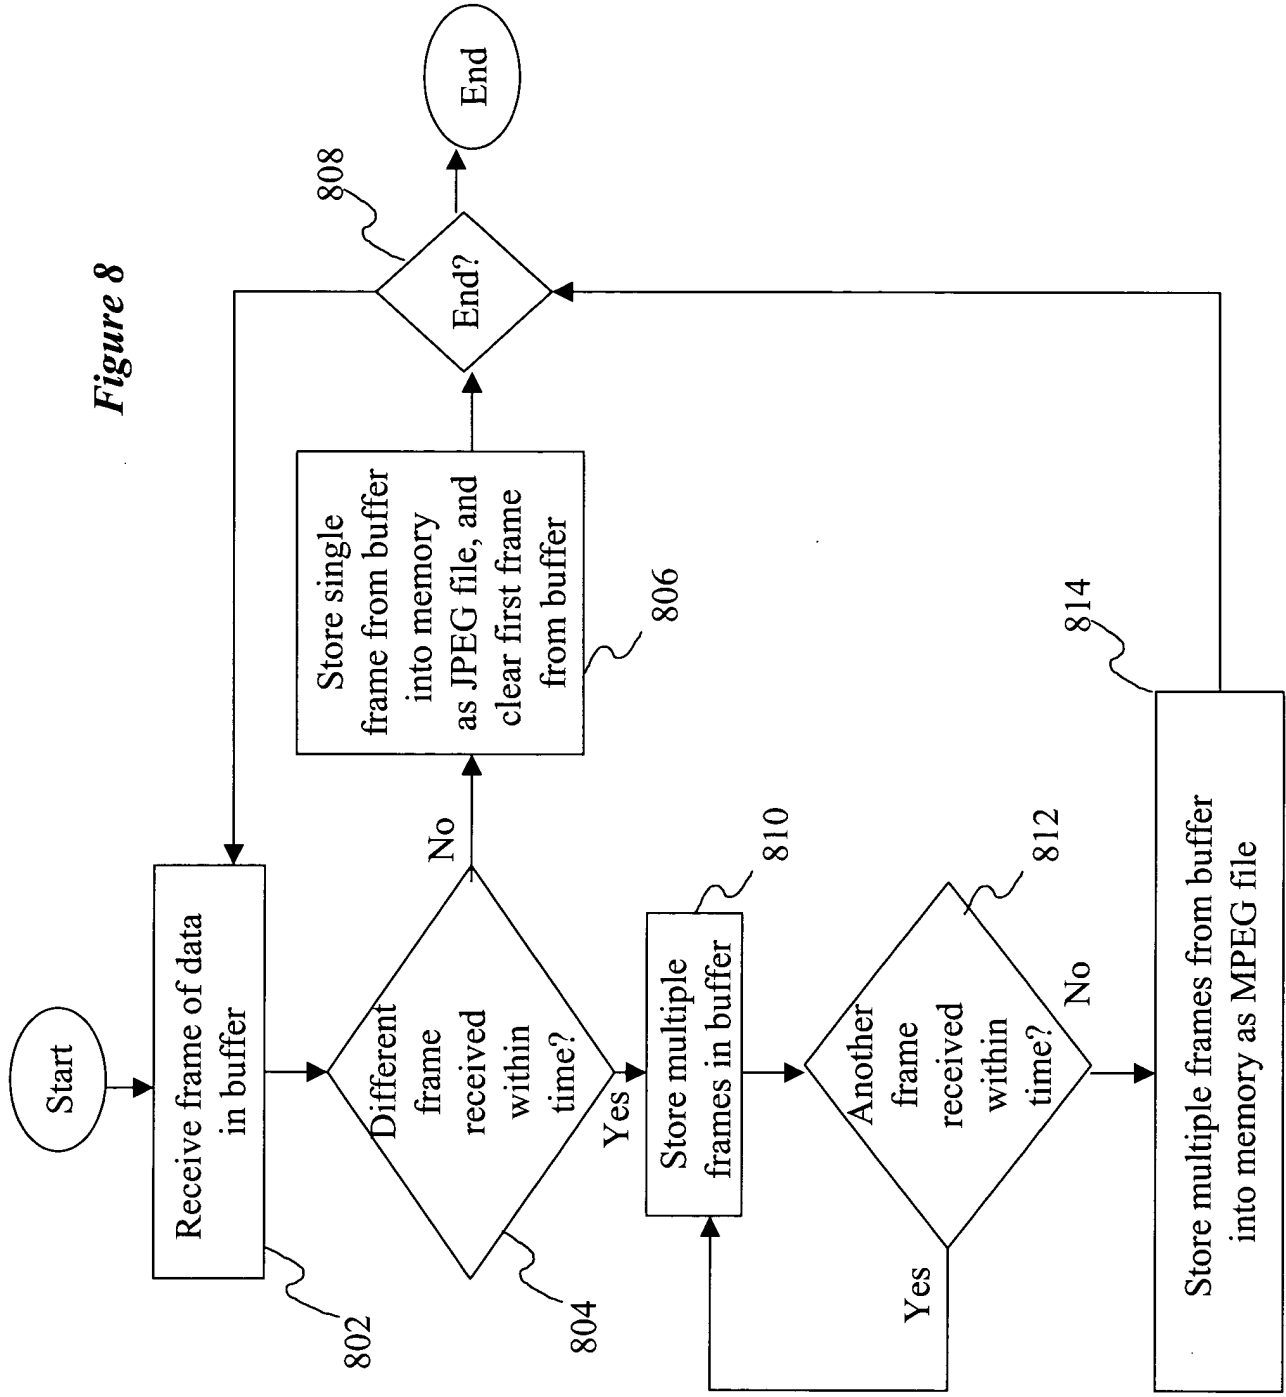 Figure 8
Start
Receive frame of data
in buffer
802
Different
frame
received
within
time?
804
No
Yes
Store single
frame from buffer
into memory
as JPEG file, and
clear first frame
from buffer
806
End?
808
End
Store multiple
frames in buffer
810
Another
frame
received
within
time?
812
Yes
No
Store multiple frames from buffer
into memory as MPEG file
814